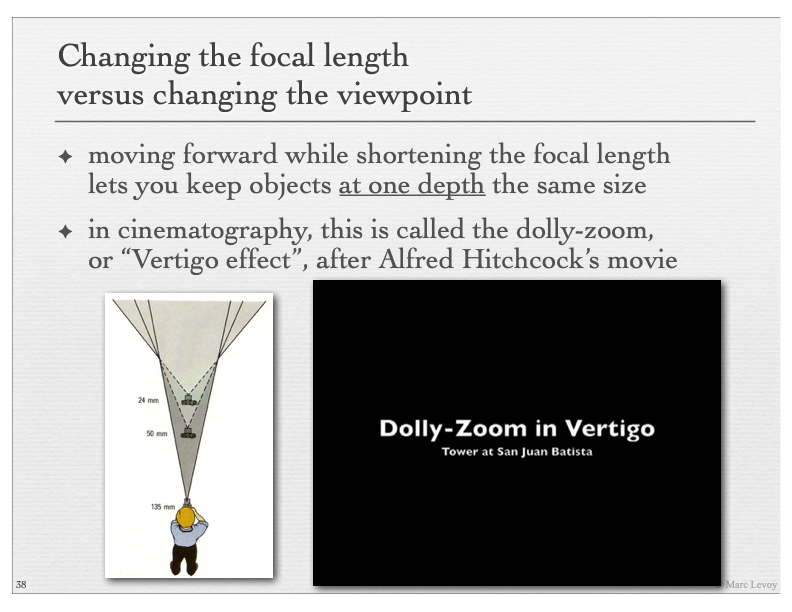 Changing the focal length
versus changing the viewpoint
✦ moving forward while shortening the focal length
lets you keep objects at one depth the same size
✦ in cinematography, this is called the dolly-zoom,
or “Vertigo effect”, after Alfred Hitchcock’s movie
24 mm
50 mm
135 mm
Dolly-Zoom in Vertigo
Tower at San Juan Batista
38
Marc Levoy